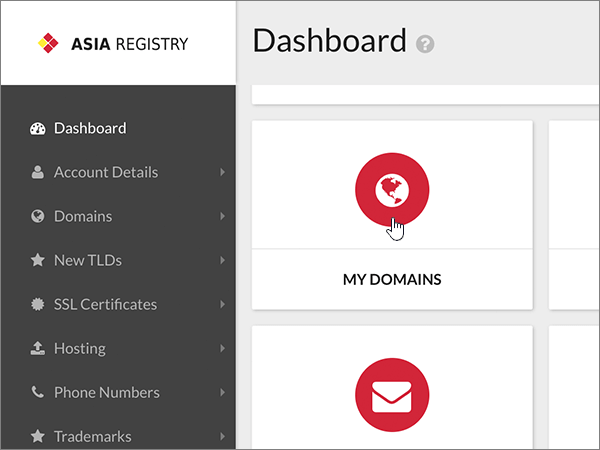 ASIA REGISTRY
Dashboard ?
Dashboard
Account Details
Domains
New TLDs
SSL Certificates
Hosting
Phone Numbers
Trademarks
MY DOMAINS